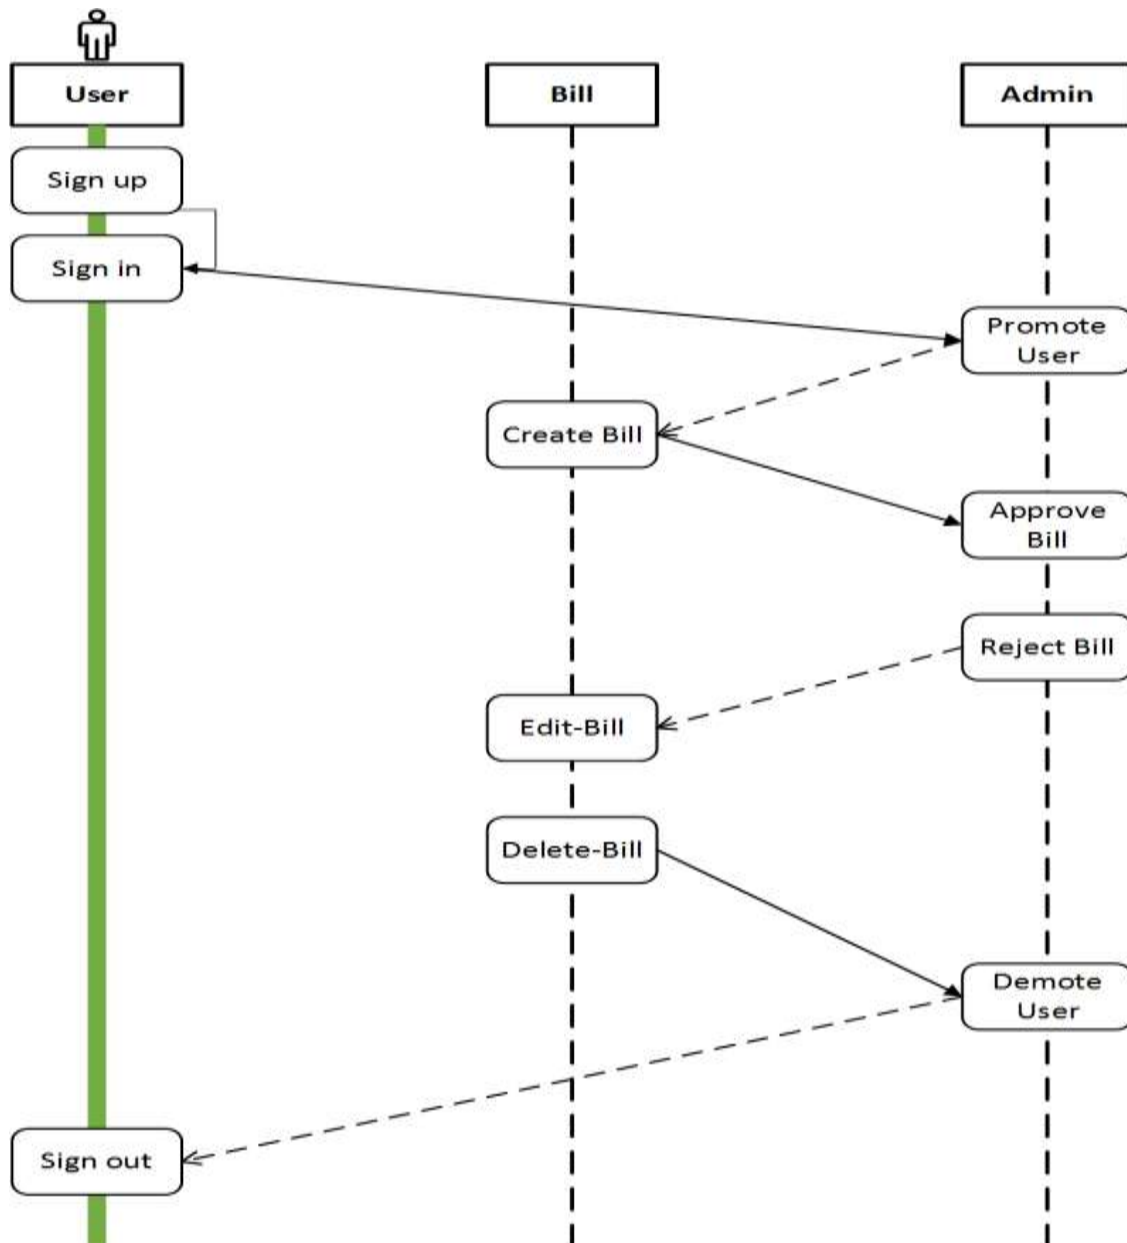 User
Bill
Admin
Sign up
Sign in
Promote
User
Create Bill
Approve
Bill
Reject Bill
Edit-Bill
Delete-Bill
Demote
User
Sign out